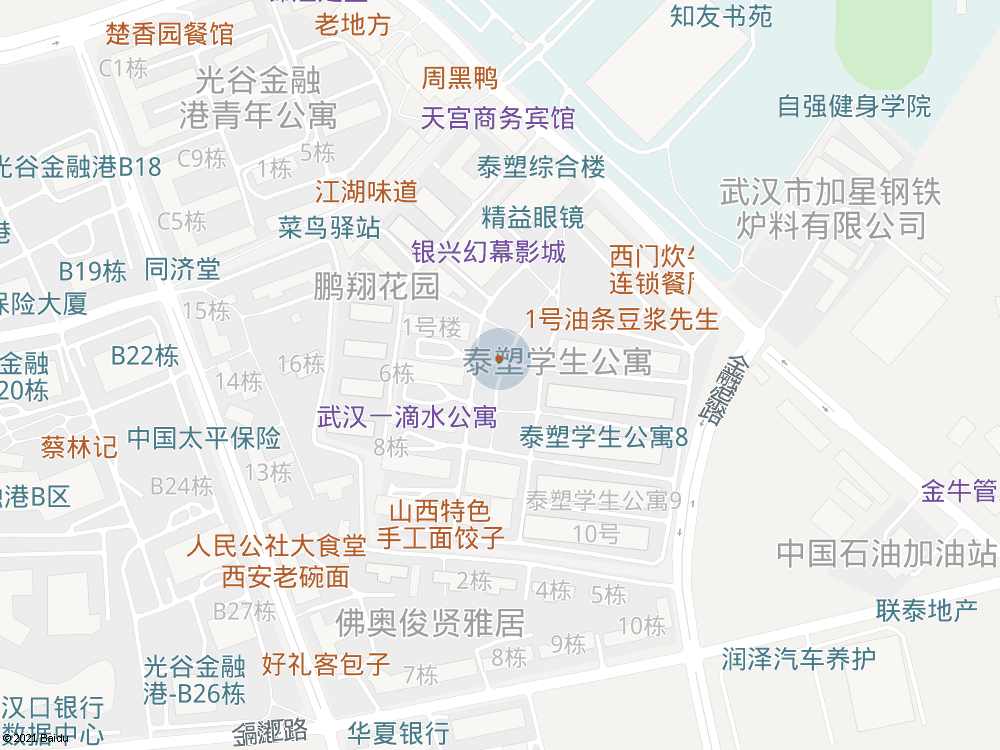 知友书苑
楚香园餐馆
老地方
C1栋
光谷金融
港青年公寓
周黑鸭
自强健身学院
天宫商务宾馆
C9栋
5栋
1栋
光谷金融港B18
泰塑综合楼
江湖味道
武汉市加星钢铁
炉料有限公司
C5栋
菜鸟驿站
精益眼镜
港
银兴幻幕影城
西门炊
连锁餐
B19栋
同济堂
鹏翔花园
保险大厦
15栋
1号楼
1号油条豆浆先生
B22栋
16栋
泰塑学生公寓
金融
20栋
14栋
6栋
金融港路
武汉一滴水公寓
蔡林记
中国太平保险
8栋
泰塑学生公寓8
13栋
B24栋
融港B区
泰塑学生公寓9
金牛管
山西特色
手工面饺子
10号
人民公社大食堂
西安老碗面
中国石油加油站
2栋
4栋
5栋
B27栋
佛奥俊贤雅居
10栋
联泰地产
9栋
8栋
光谷金融
港-B26栋
好礼客包子
7栋
润泽汽车养护
汉口银行
数据中心
华夏银行
© 2021 Baidu